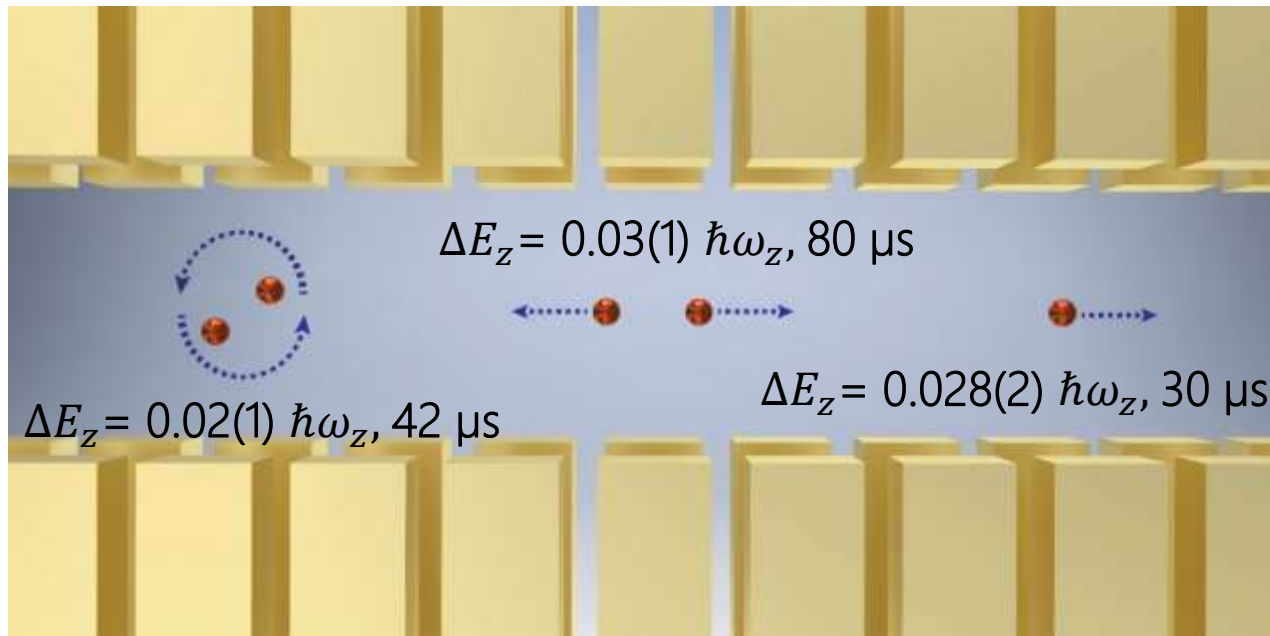 ΔE_z = 0.03(1) ℏω_z, 80 µs
ΔE_z = 0.028(2) ℏω_z, 30 µs
ΔE_z = 0.02(1) ℏω_z, 42 µs